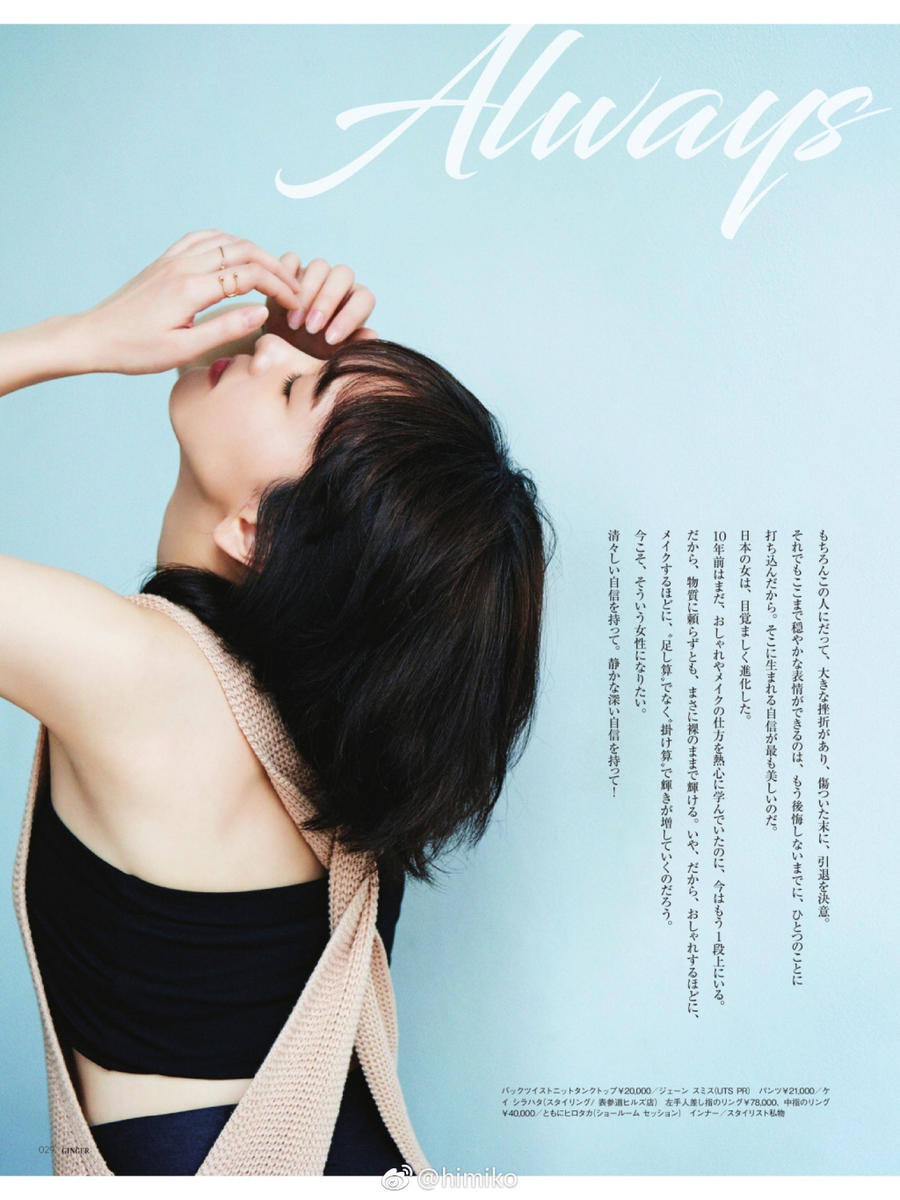 Always
もちろんこの人にだって、大きな挫折があり、傷ついた末に、引退を決意。
それでもここまで穏やかな表情ができるのは、もう後悔しないまでに、ひとつのことに
打ち込んだから。そこに生まれる自信が最も美しいのだ。
日本の女は、目覚ましく進化した。
10年前はまだ、おしゃれやメイクの仕方を熱心に学んでいたのに、今はもう1段上にいる。
だから、物質に頼らずとも、まさに裸のままで輝ける。いや、だから、おしゃれするほどに、
メイクするほどに、〝足し算〟でなく〝掛け算〟で輝きが増していくのだろう。
今こそ、そういう女性になりたい。
清々しい自信を持って。静かな深い自信を持って!
バックツイストニットタンクトップ¥20,000/ジェーン スミス(UTS PR) パンツ¥21,000/ケ
イ シラハタ(スタイリング/ 表参道ヒルズ店) 左手人差し指のリング¥78,000、中指のリング
¥40,000/ともにヒロタカ(ショールーム セッション) インナー/スタイリスト私物
029 GINGER
@himiko